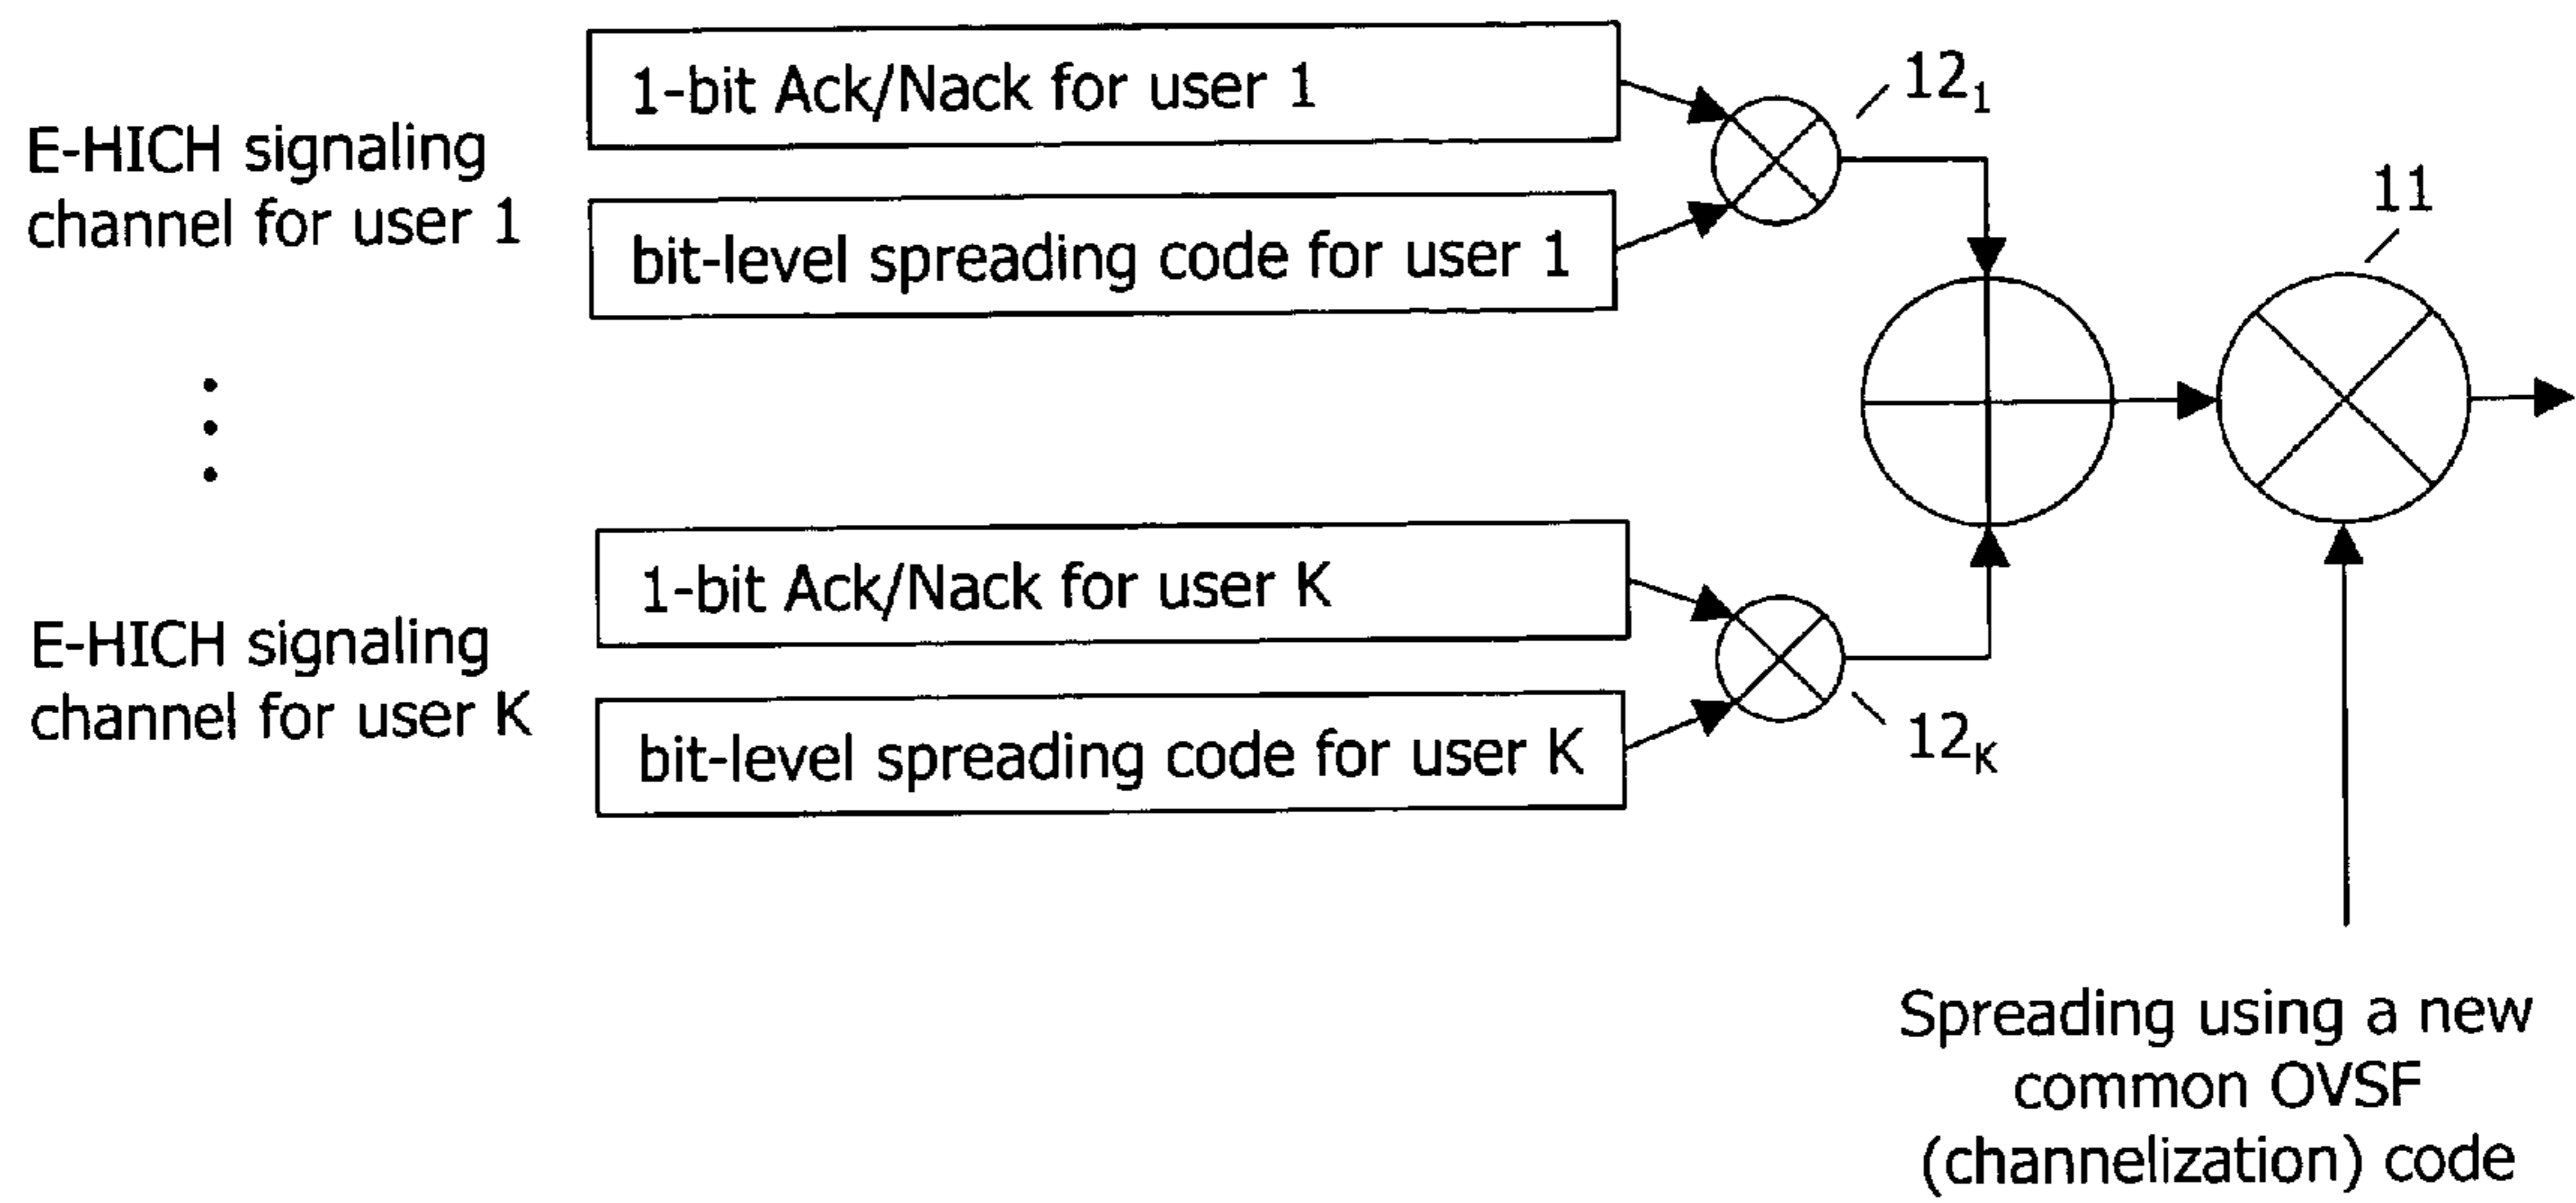 E-HICH signaling
channel for user 1
1-bit Ack/Nack for user 1
bit-level spreading code for user 1
12₁
11
E-HICH signaling
channel for user K
1-bit Ack/Nack for user K
bit-level spreading code for user K
12_K
Spreading using a new
common OVSF
(channelization) code